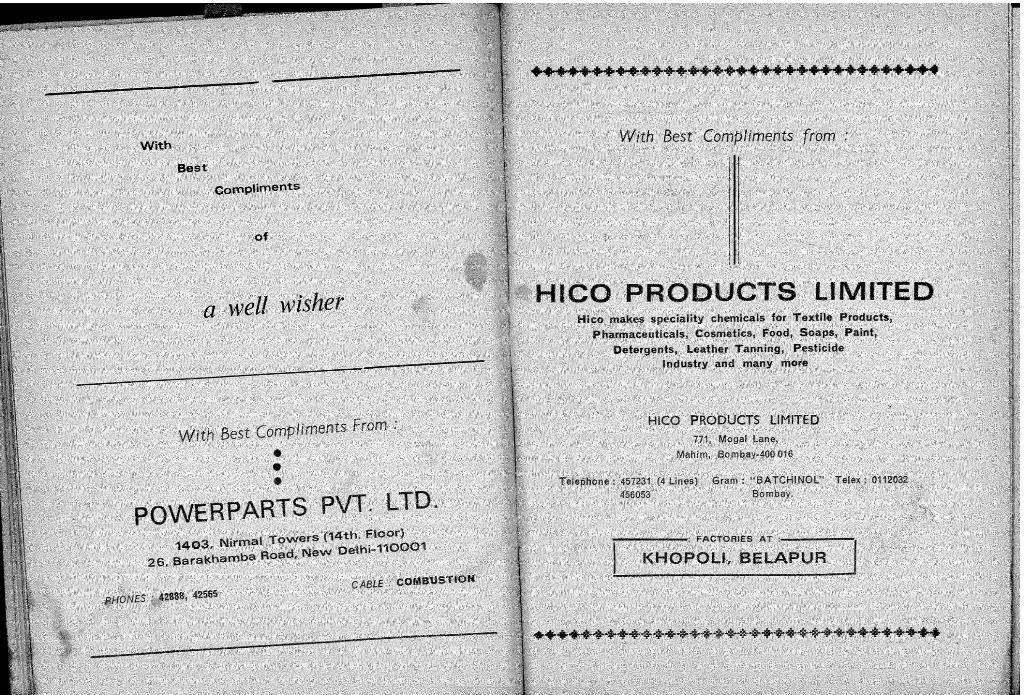 With
Best
Compliments
of
a well wisher
With Best Compliments From :
POWERPARTS PVT. LTD.
1403, Nirmal Towers (14th. Floor)
26, Barakhamba Road, New Delhi-110001
PHONES : 42838, 42565
CABLE : COMBUSTION
With Best Compliments from :
HICO PRODUCTS LIMITED
Hico makes speciality chemicals for Textile Products,
Pharmaceuticals, Cosmetics, Food, Soaps, Paint,
Detergents, Leather Tanning, Pesticide
Industry and many more
HICO PRODUCTS LIMITED
771, Mogal Lane,
Mahim, Bombay-400 016
Telephone : 457231 (4 Lines) Gram : "BATCHINOL" Telex : 0112032
456053 Bombay.
FACTORIES AT
KHOPOLI, BELAPUR